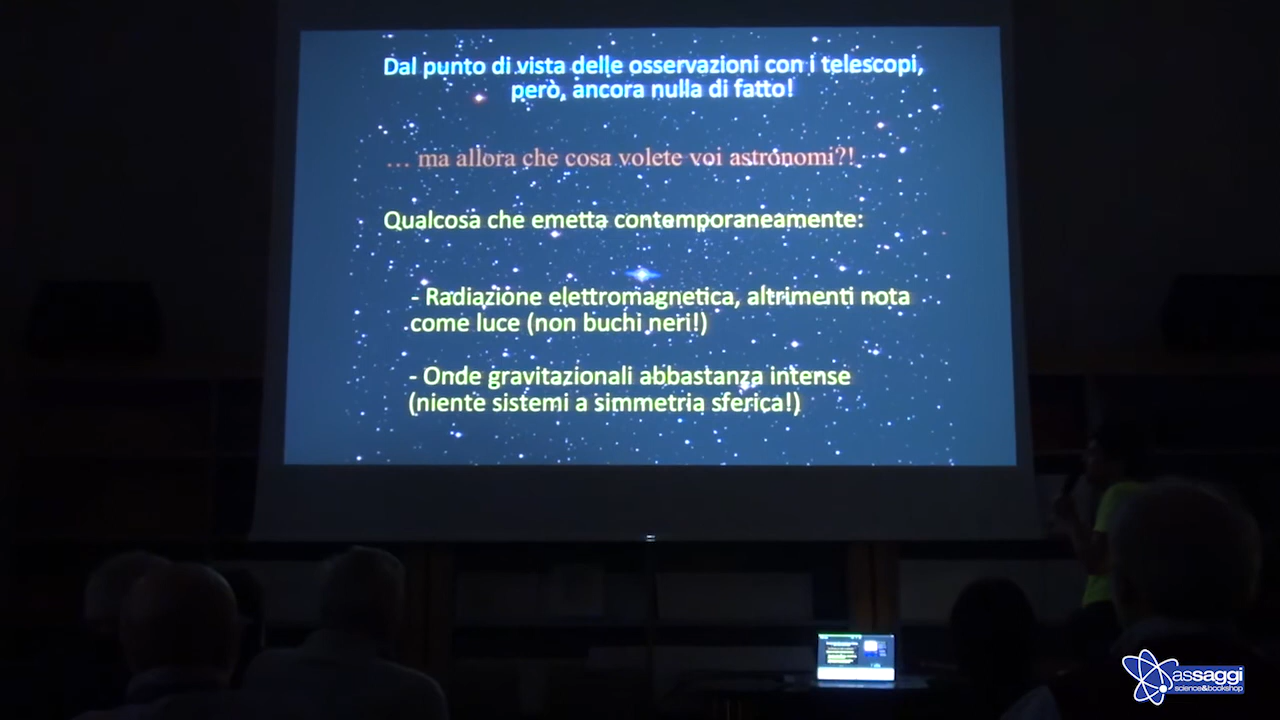 Dal punto di vista delle osservazioni con i telescopi,
però, ancora nulla di fatto!
… ma allora che cosa volete voi astronomi?!
Qualcosa che emetta contemporaneamente:
- Radiazione elettromagnetica, altrimenti nota
come luce (non buchi neri!)
- Onde gravitazionali abbastanza intense
(niente sistemi a simmetria sferica!)
assaggi
science&bookshop